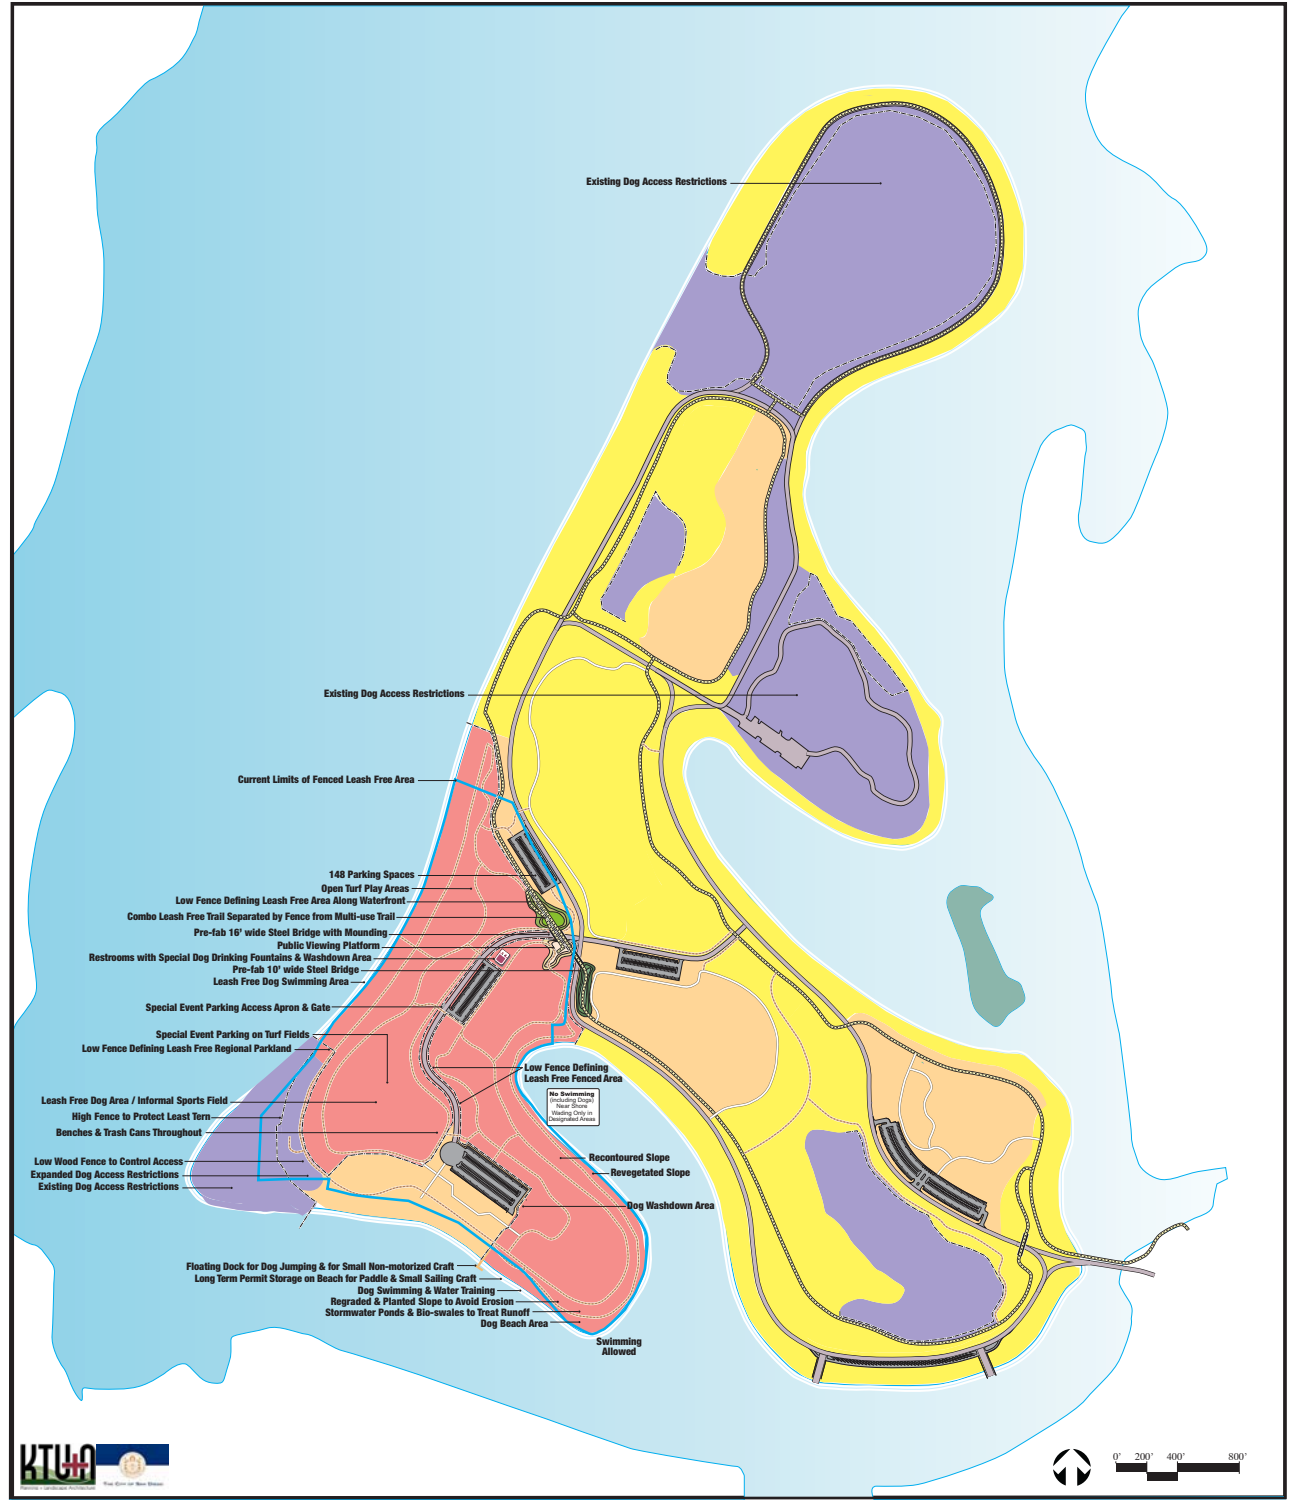 Existing Dog Access Restrictions
Existing Dog Access Restrictions
Current Limits of Fenced Leash Free Area
148 Parking Spaces
Open Turf Play Areas
Low Fence Defining Leash Free Area Along Waterfront
Combo Leash Free Trail Separated by Fence from Multi-use Trail
Pre-fab 16' wide Steel Bridge with Mounding
Public Viewing Platform
Restrooms with Special Dog Drinking Fountains & Washdown Area
Pre-fab 10' wide Steel Bridge
Leash Free Dog Swimming Area
Special Event Parking Access Apron & Gate
Special Event Parking on Turf Fields
Low Fence Defining Leash Free Regional Parkland
Low Fence Defining
Leash Free Fenced Area
No Swimming
(including Dogs)
Near Shore
Wading Only in
Designated Areas
Leash Free Dog Area / Informal Sports Field
High Fence to Protect Least Tern
Benches & Trash Cans Throughout
Low Wood Fence to Control Access
Expanded Dog Access Restrictions
Existing Dog Access Restrictions
Recontoured Slope
Revegetated Slope
Dog Washdown Area
Floating Dock for Dog Jumping & for Small Non-motorized Craft
Long Term Permit Storage on Beach for Paddle & Small Sailing Craft
Dog Swimming & Water Training
Regraded & Planted Slope to Avoid Erosion
Stormwater Ponds & Bio-swales to Treat Runoff
Dog Beach Area
Swimming
Allowed
KTU+A
Planning + Landscape Architecture
The City of San Diego
0' 200' 400' 800'